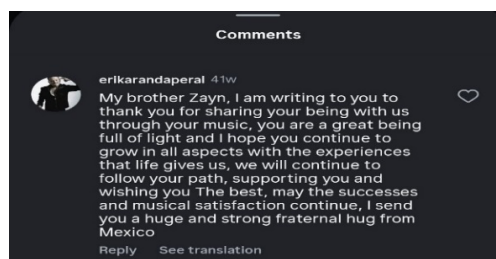 Comments
erikarandaperal 41w
My brother Zayn, I am writing to you to
thank you for sharing your being with us
through your music, you are a great being
full of light and I hope you continue to
grow in all aspects with the experiences
that life gives us, we will continue to
follow your path, supporting you and
wishing you The best, may the successes
and musical satisfaction continue, I send
you a huge and strong fraternal hug from
Mexico
Reply See translation